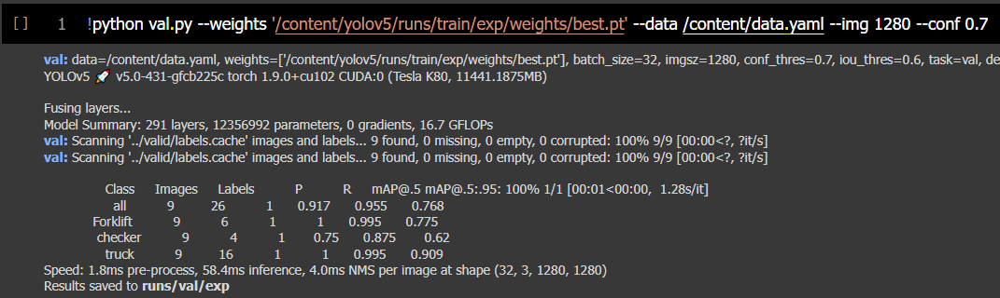 [ ] 1 !python val.py --weights '/content/yolov5/runs/train/exp/weights/best.pt' --data /content/data.yaml --img 1280 --conf 0.7
val: data=/content/data.yaml, weights=['/content/yolov5/runs/train/exp/weights/best.pt'], batch_size=32, imgsz=1280, conf_thres=0.7, iou_thres=0.6, task=val, de
YOLOv5 🚀 v5.0-431-gfcb225c torch 1.9.0+cu102 CUDA:0 (Tesla K80, 11441.1875MB)
Fusing layers...
Model Summary: 291 layers, 12356992 parameters, 0 gradients, 16.7 GFLOPs
val: Scanning '../valid/labels.cache' images and labels... 9 found, 0 missing, 0 empty, 0 corrupted: 100% 9/9 [00:00<?, ?it/s]
val: Scanning '../valid/labels.cache' images and labels... 9 found, 0 missing, 0 empty, 0 corrupted: 100% 9/9 [00:00<?, ?it/s]
Class Images Labels P R mAP@.5 mAP@.5:.95: 100% 1/1 [00:01<00:00, 1.28s/it]
all 9 26 1 0.917 0.955 0.768
Forklift 9 6 1 1 0.995 0.775
checker 9 4 1 0.75 0.875 0.62
truck 9 16 1 1 0.995 0.909
Speed: 1.8ms pre-process, 58.4ms inference, 4.0ms NMS per image at shape (32, 3, 1280, 1280)
Results saved to runs/val/exp